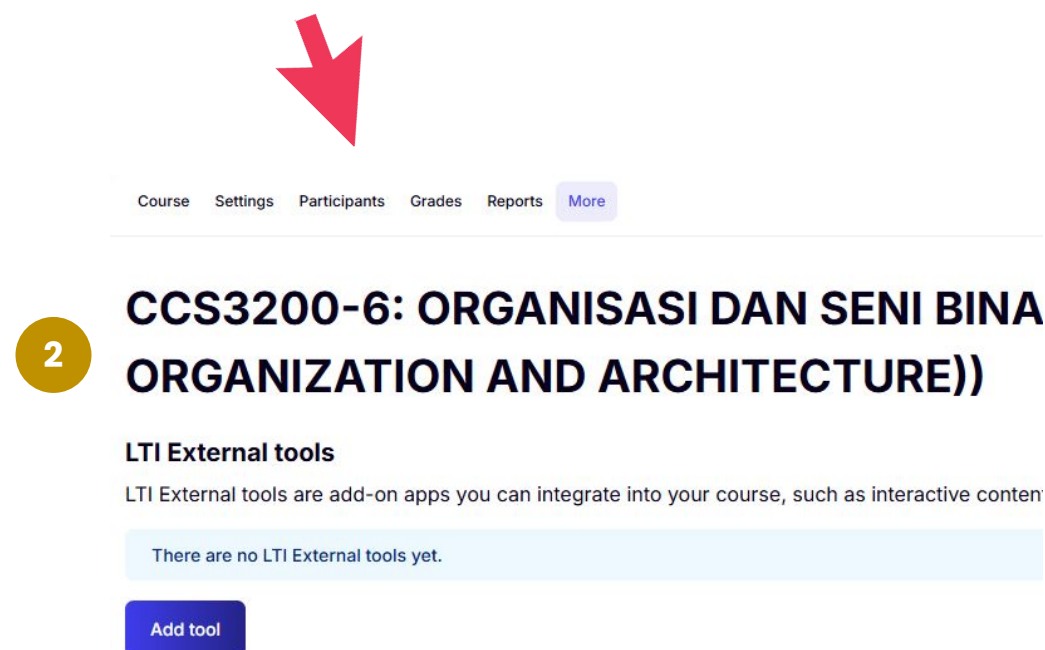 Course Settings Participants Grades Reports More
2
CCS3200-6: ORGANISASI DAN SENI BINA
ORGANIZATION AND ARCHITECTURE))
LTI External tools
LTI External tools are add-on apps you can integrate into your course, such as interactive conten
There are no LTI External tools yet.
Add tool